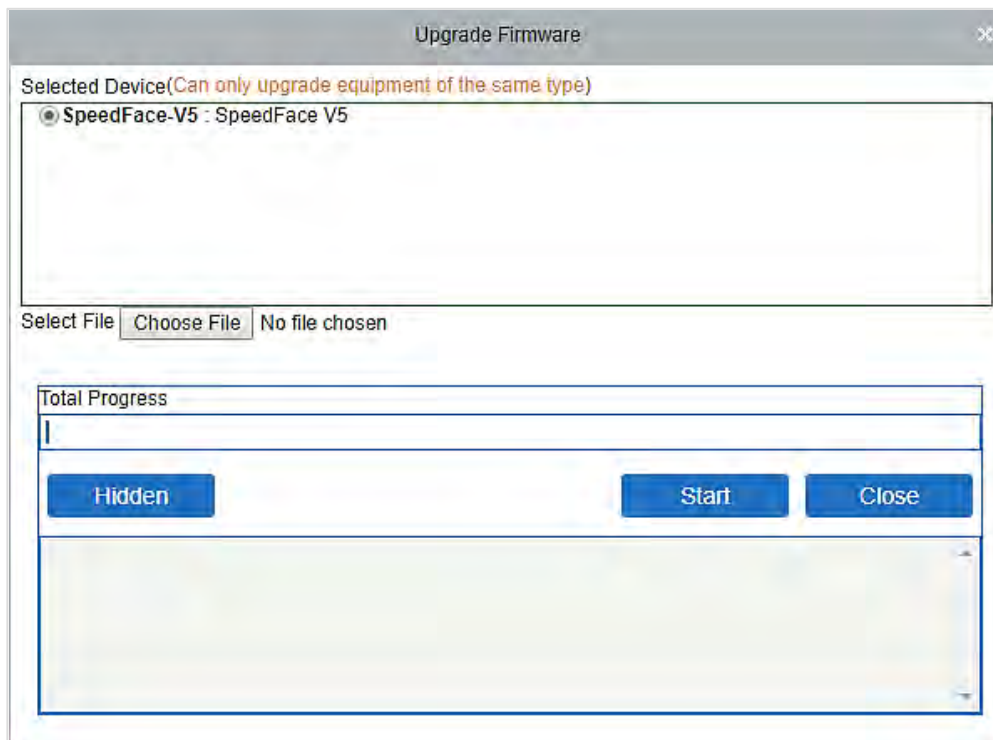 Upgrade Firmware
Selected Device(Can only upgrade equipment of the same type)
SpeedFace-V5 : SpeedFace V5
Select File Choose File No file chosen
Total Progress
Hidden Start Close